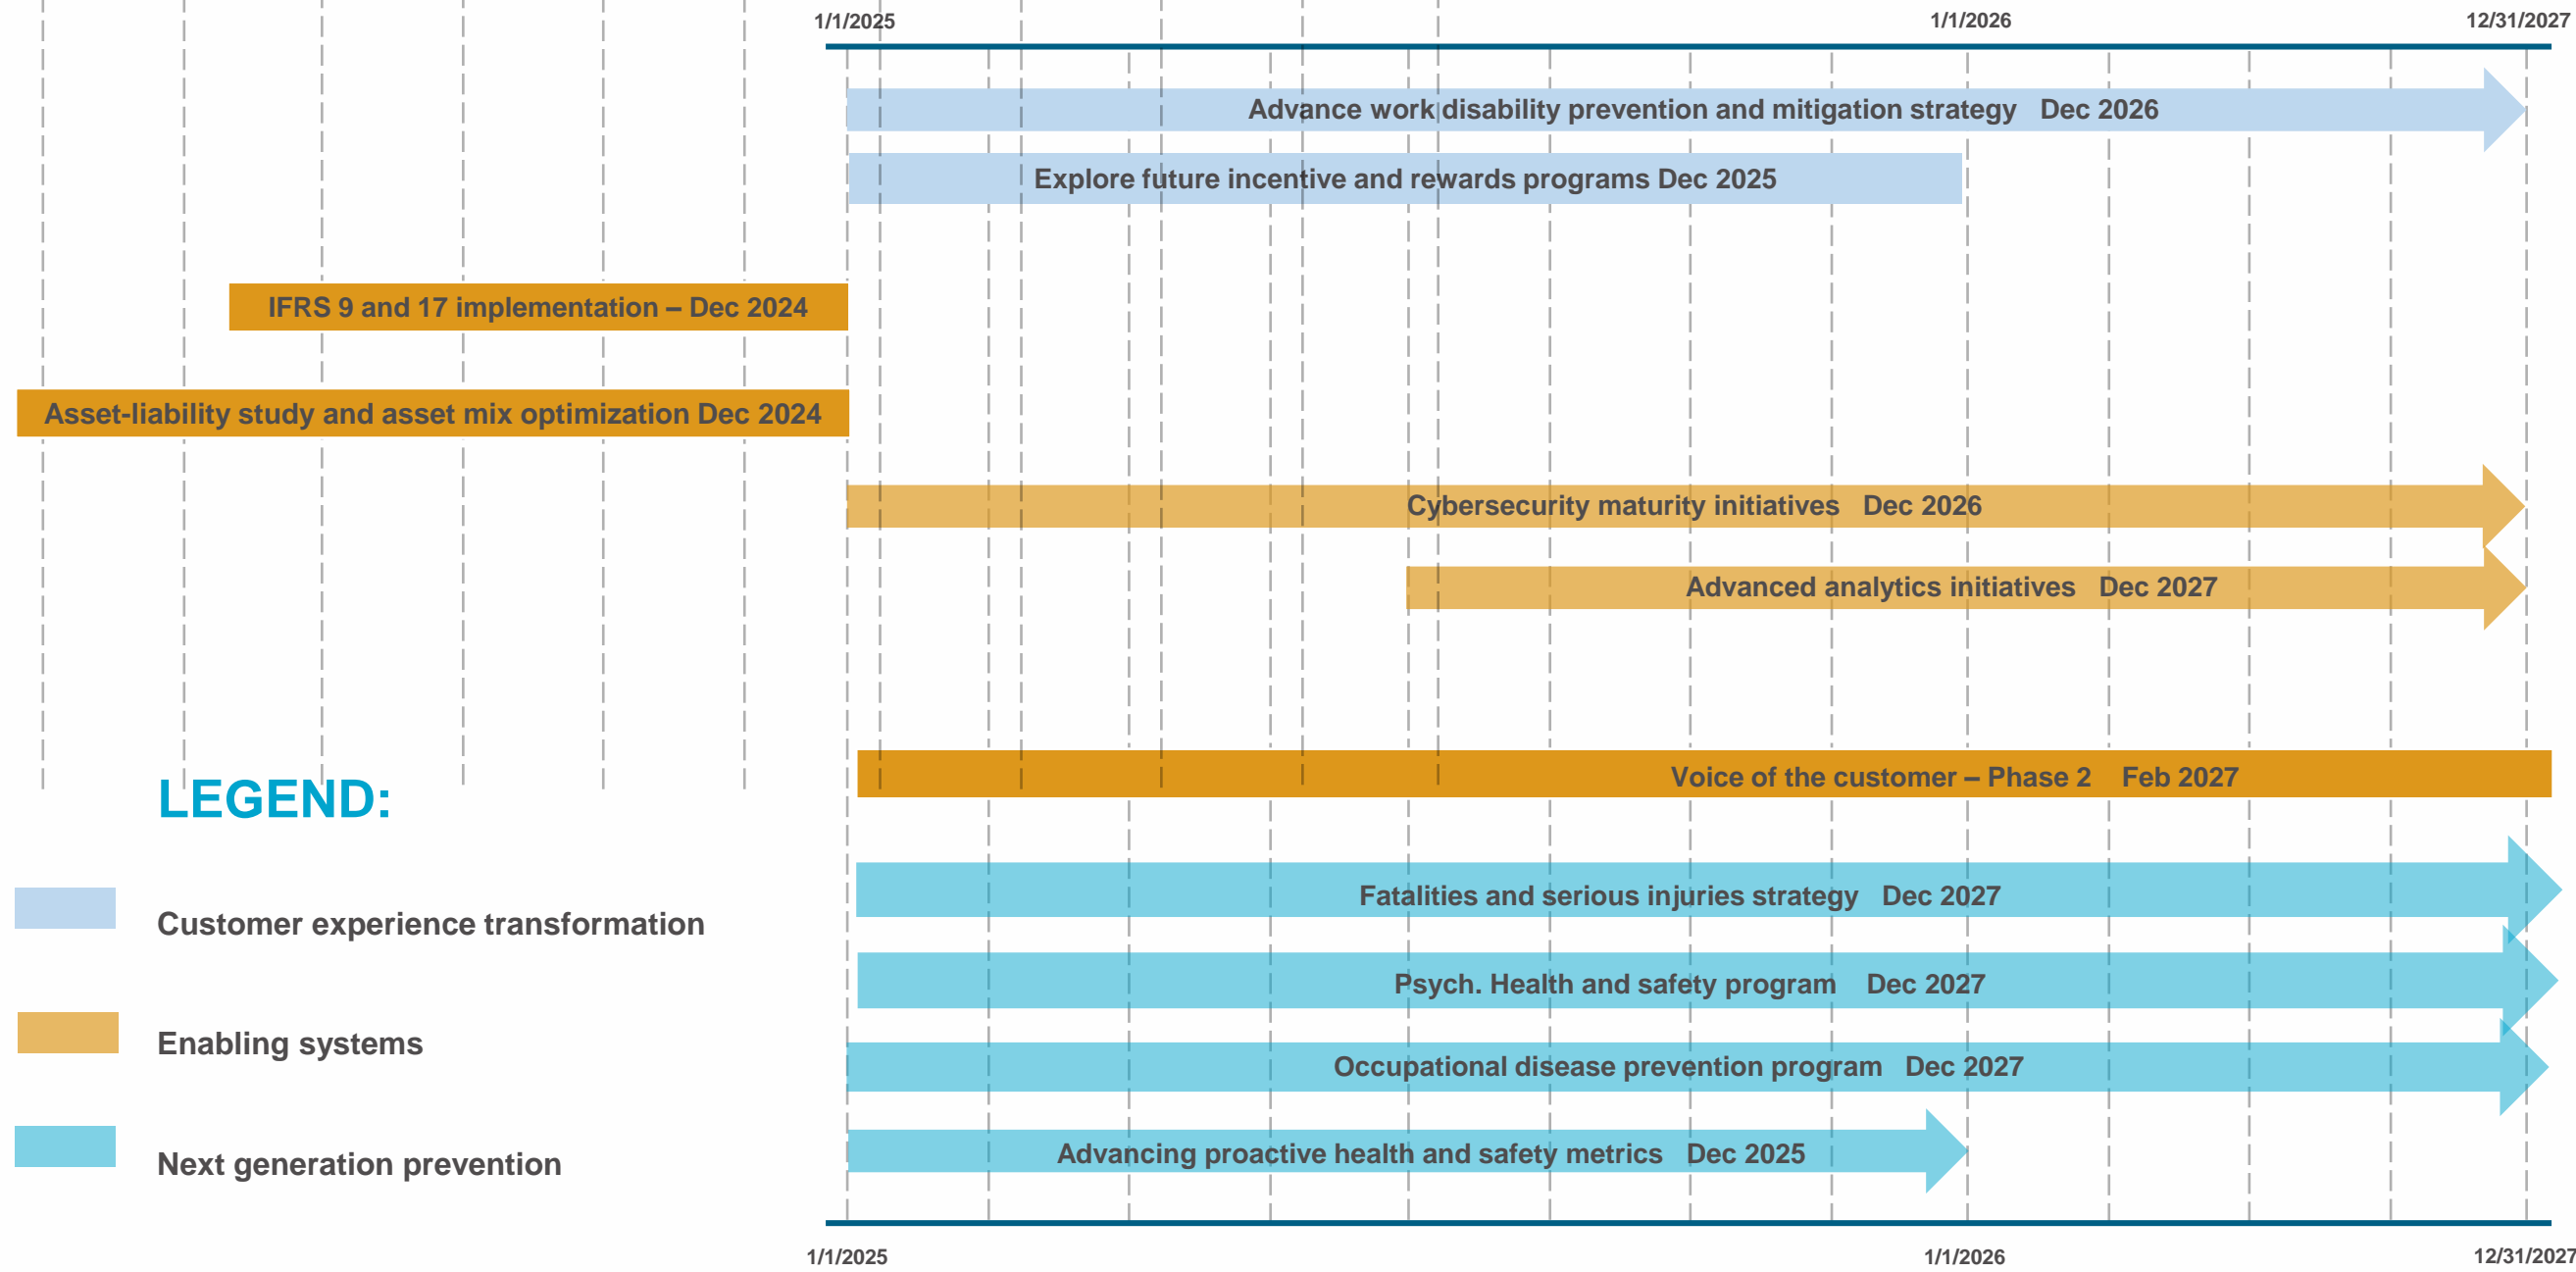 1/1/2025
1/1/2026
12/31/2027
Advance work disability prevention and mitigation strategy Dec 2026
Explore future incentive and rewards programs Dec 2025
IFRS 9 and 17 implementation – Dec 2024
Asset-liability study and asset mix optimization Dec 2024
Cybersecurity maturity initiatives Dec 2026
Advanced analytics initiatives Dec 2027
Voice of the customer – Phase 2 Feb 2027
LEGEND:
Fatalities and serious injuries strategy Dec 2027
Customer experience transformation
Psych. Health and safety program Dec 2027
Enabling systems
Occupational disease prevention program Dec 2027
Advancing proactive health and safety metrics Dec 2025
Next generation prevention
1/1/2025
1/1/2026
12/31/2027